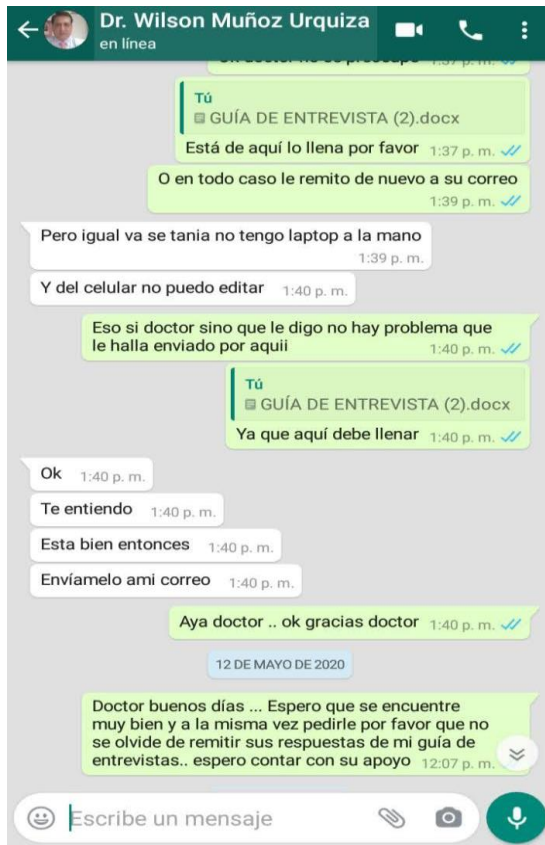 Dr. Wilson Muñoz Urquiza
en línea
1:37 p. m.
Tú
GUÍA DE ENTREVISTA (2).docx
Está de aquí lo llena por favor 1:37 p. m.
O en todo caso le remito de nuevo a su correo
1:39 p. m.
Pero igual va se tania no tengo laptop a la mano
1:39 p. m.
Y del celular no puedo editar 1:40 p. m.
Eso si doctor sino que le digo no hay problema que
le halla enviado por aquii 1:40 p. m.
Tú
GUÍA DE ENTREVISTA (2).docx
Ya que aquí debe llenar 1:40 p. m.
Ok 1:40 p. m.
Te entiendo 1:40 p. m.
Esta bien entonces 1:40 p. m.
Envíamelo ami correo 1:40 p. m.
Aya doctor .. ok gracias doctor 1:40 p. m.
12 DE MAYO DE 2020
Doctor buenos días ... Espero que se encuentre
muy bien y a la misma vez pedirle por favor que no
se olvide de remitir sus respuestas de mi guía de
entrevistas.. espero contar con su apoyo 12:07 p. m.
Escribe un mensaje